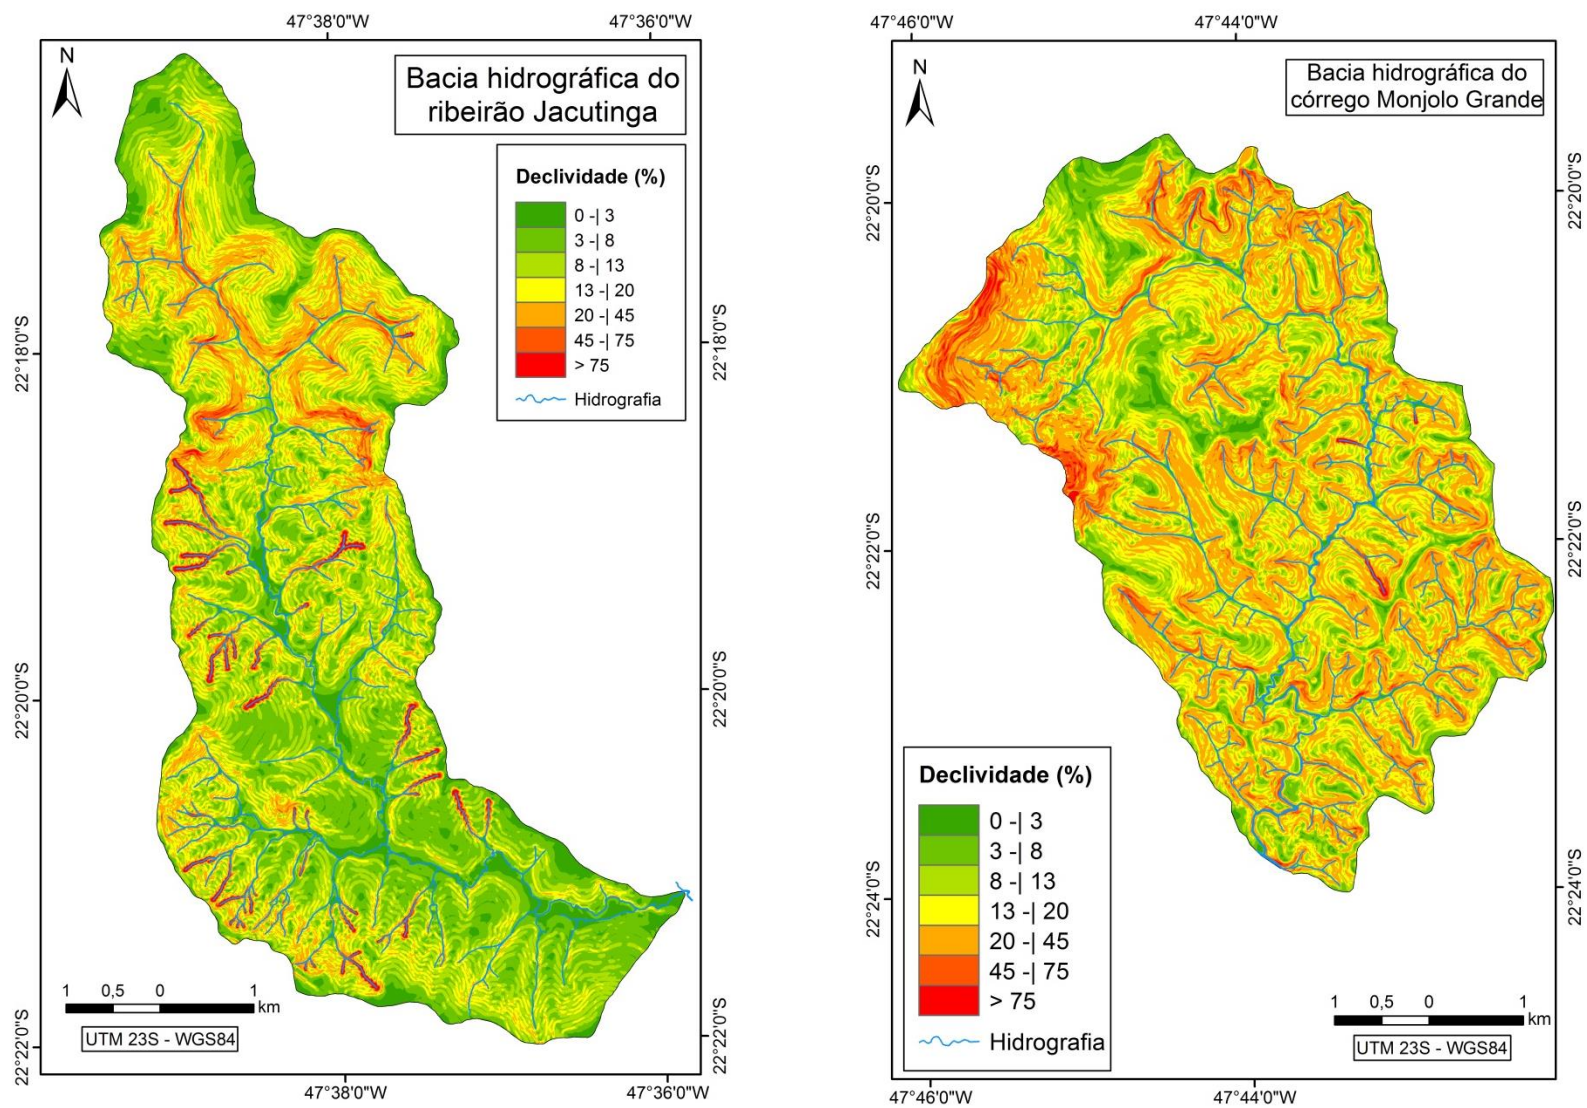 47°38'0"W
47°36'0"W
N
Bacia hidrográfica do
ribeirão Jacutinga
Declividade (%)
0 -| 3
3 -| 8
8 -| 13
13 -| 20
20 -| 45
45 -| 75
> 75
Hidrografia
22°18'0"S
22°18'0"S
22°20'0"S
22°20'0"S
22°22'0"S
22°22'0"S
1 0,5 0 1
km
UTM 23S - WGS84
47°38'0"W
47°36'0"W
47°46'0"W
47°44'0"W
N
Bacia hidrográfica do
córrego Monjolo Grande
22°20'0"S
22°20'0"S
22°22'0"S
22°22'0"S
22°24'0"S
22°24'0"S
Declividade (%)
0 -| 3
3 -| 8
8 -| 13
13 -| 20
20 -| 45
45 -| 75
> 75
Hidrografia
1 0,5 0 1
km
UTM 23S - WGS84
47°46'0"W
47°44'0"W